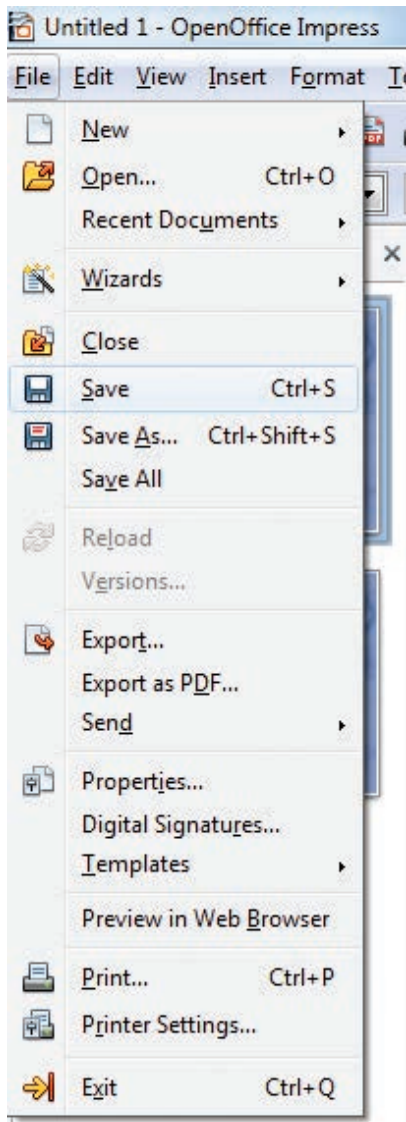 Untitled 1 - OpenOffice Impress
File Edit View Insert Format
New
Open... Ctrl+O
Recent Documents
Wizards
Close
Save Ctrl+S
Save As... Ctrl+Shift+S
Save All
Reload
Versions...
Export...
Export as PDF...
Send
Properties...
Digital Signatures...
Templates
Preview in Web Browser
Print... Ctrl+P
Printer Settings...
Exit Ctrl+Q